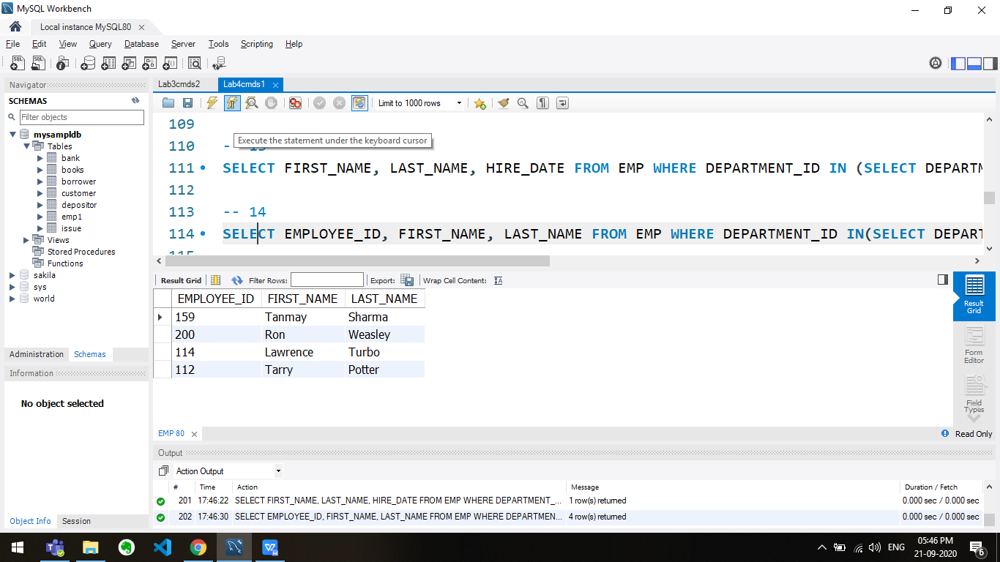 MySQL Workbench
Local instance MySQL80
File Edit View Query Database Server Tools Scripting Help
Navigator
SCHEMAS
Filter objects
mysampldb
Tables
bank
books
borrower
customer
depositor
emp1
issue
Views
Stored Procedures
Functions
sakila
sys
world
Administration Schemas
Information
No object selected
Object Info Session
Lab3cmds2 Lab4cmds1
Limit to 1000 rows
109
Execute the statement under the keyboard cursor
110
111 SELECT FIRST_NAME, LAST_NAME, HIRE_DATE FROM EMP WHERE DEPARTMENT_ID IN (SELECT DEPARTM
112
113 -- 14
114 SELECT EMPLOYEE_ID, FIRST_NAME, LAST_NAME FROM EMP WHERE DEPARTMENT_ID IN(SELECT DEPART
Result Grid Filter Rows: Export: Wrap Cell Content:
EMPLOYEE_ID FIRST_NAME LAST_NAME
159 Tanmay Sharma
200 Ron Weasley
114 Lawrence Turbo
112 Tarry Potter
Result Grid
Form Editor
Field Types
EMP 80
Read Only
Output
Action Output
# Time Action Message Duration / Fetch
201 17:46:22 SELECT FIRST_NAME, LAST_NAME, HIRE_DATE FROM EMP WHERE DEPARTMENT_... 1 row(s) returned 0.000 sec / 0.000 sec
202 17:46:30 SELECT EMPLOYEE_ID, FIRST_NAME, LAST_NAME FROM EMP WHERE DEPARTMEN... 4 row(s) returned 0.000 sec / 0.000 sec
ENG
05:46 PM
21-09-2020
6